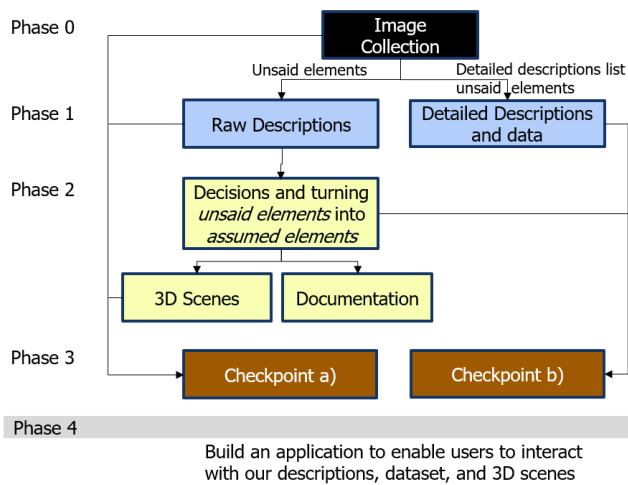 Phase 0
Image
Collection
Unsaid elements
Detailed descriptions list
unsaid elements
Phase 1
Raw Descriptions
Detailed Descriptions
and data
Phase 2
Decisions and turning
unsaid elements into
assumed elements
3D Scenes
Documentation
Phase 3
Checkpoint a)
Checkpoint b)
Phase 4
Build an application to enable users to interact
with our descriptions, dataset, and 3D scenes